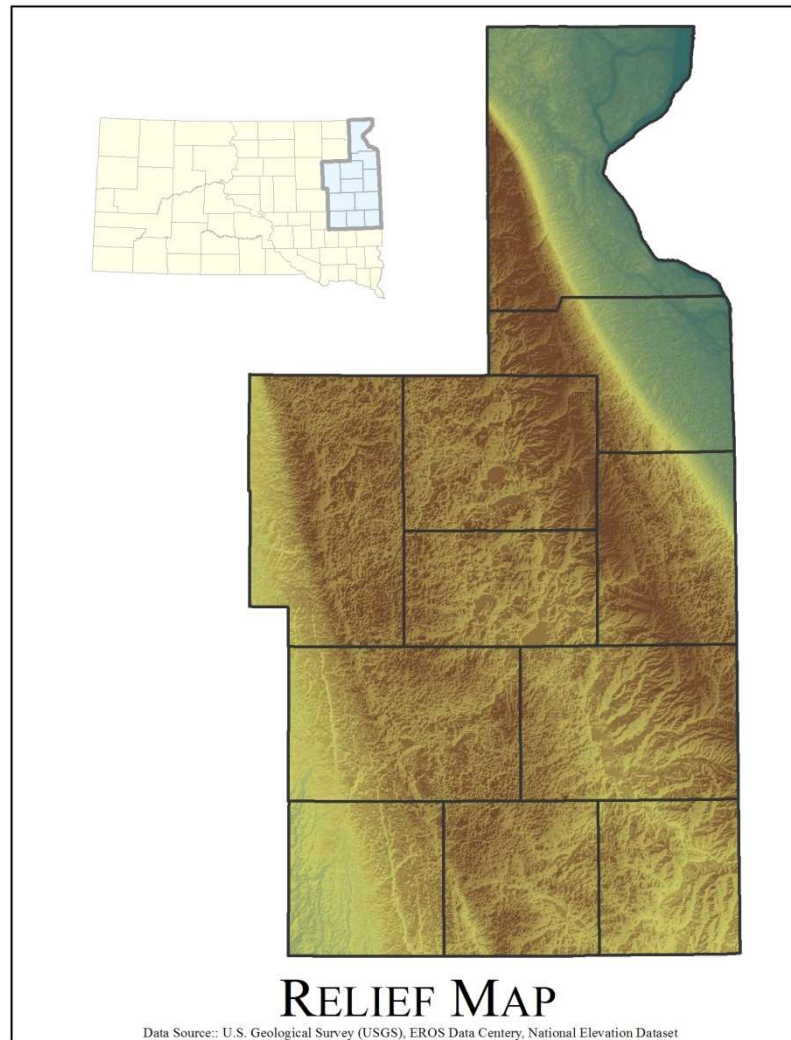 RELIEF MAP
Data Source:: U.S. Geological Survey (USGS), EROS Data Centery, National Elevation Dataset